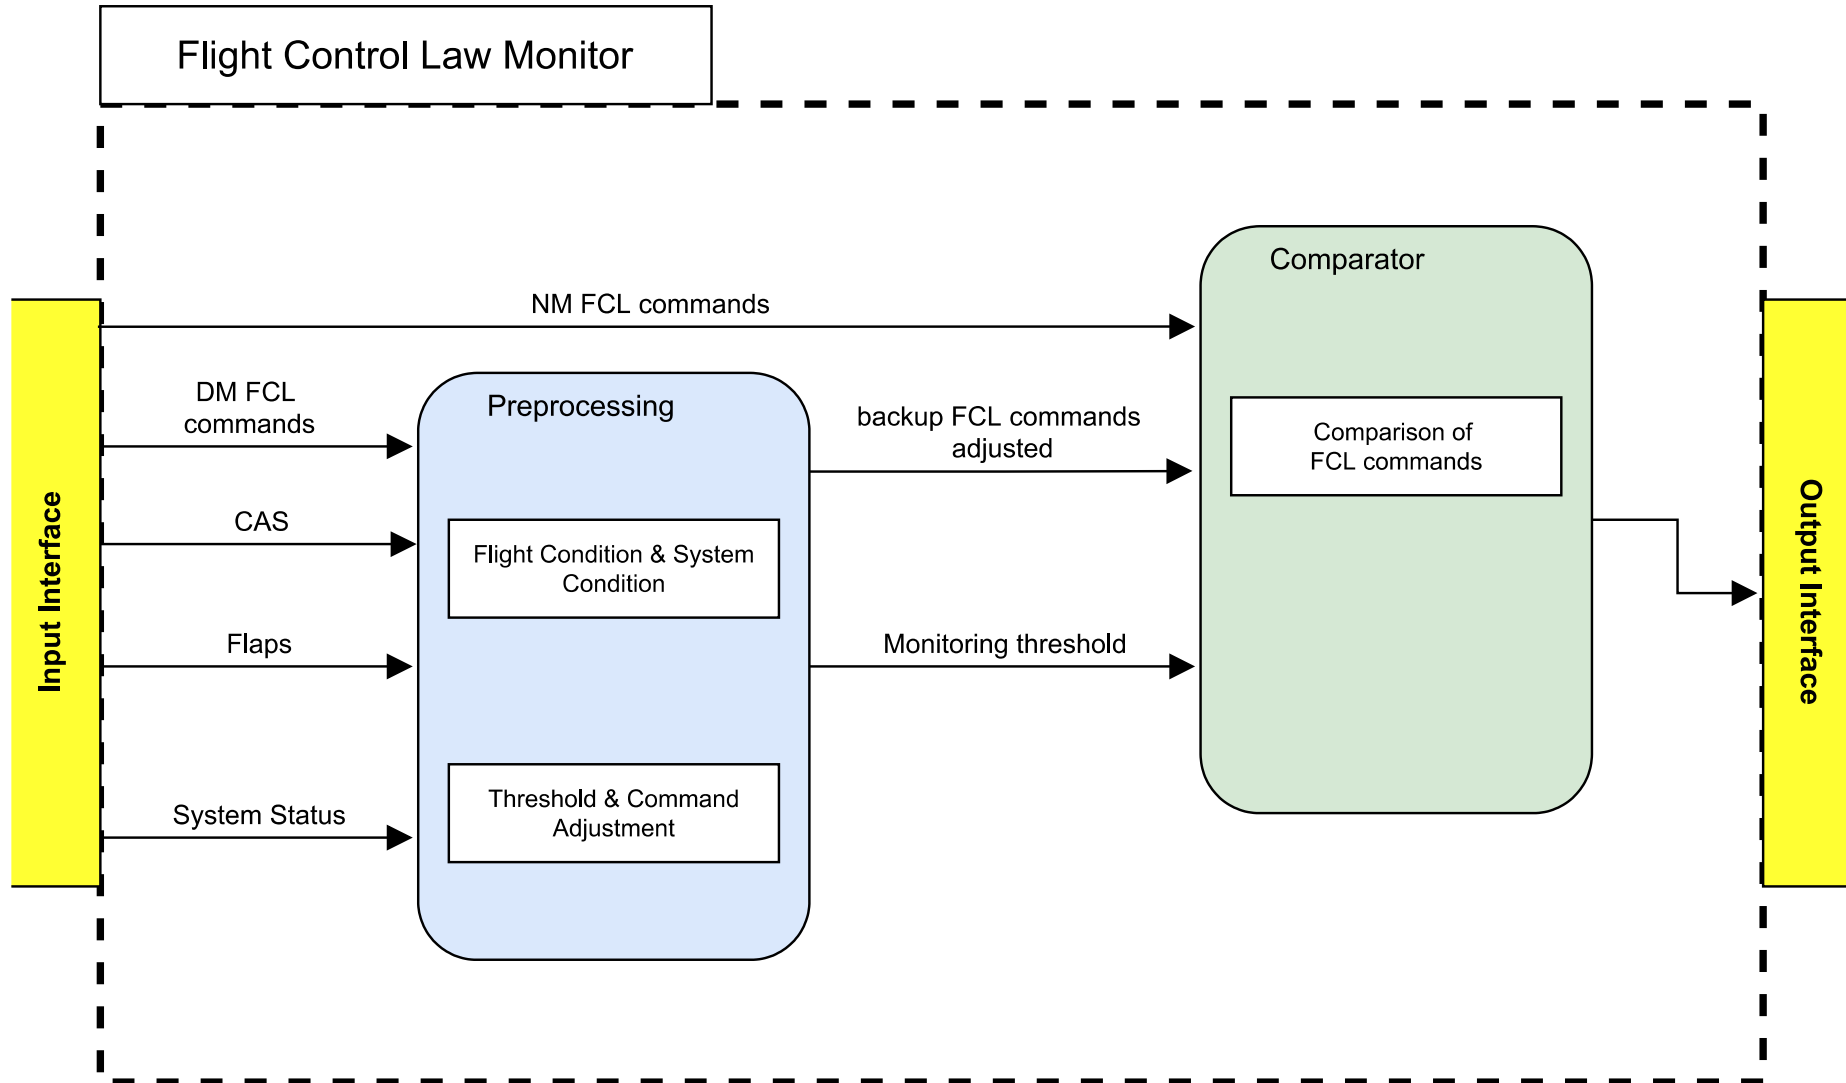 Flight Control Law Monitor
Input Interface
NM FCL commands
DM FCL
commands
CAS
Flaps
System Status
Preprocessing
Flight Condition & System
Condition
Threshold & Command
Adjustment
backup FCL commands
adjusted
Monitoring threshold
Comparator
Comparison of
FCL commands
Output Interface